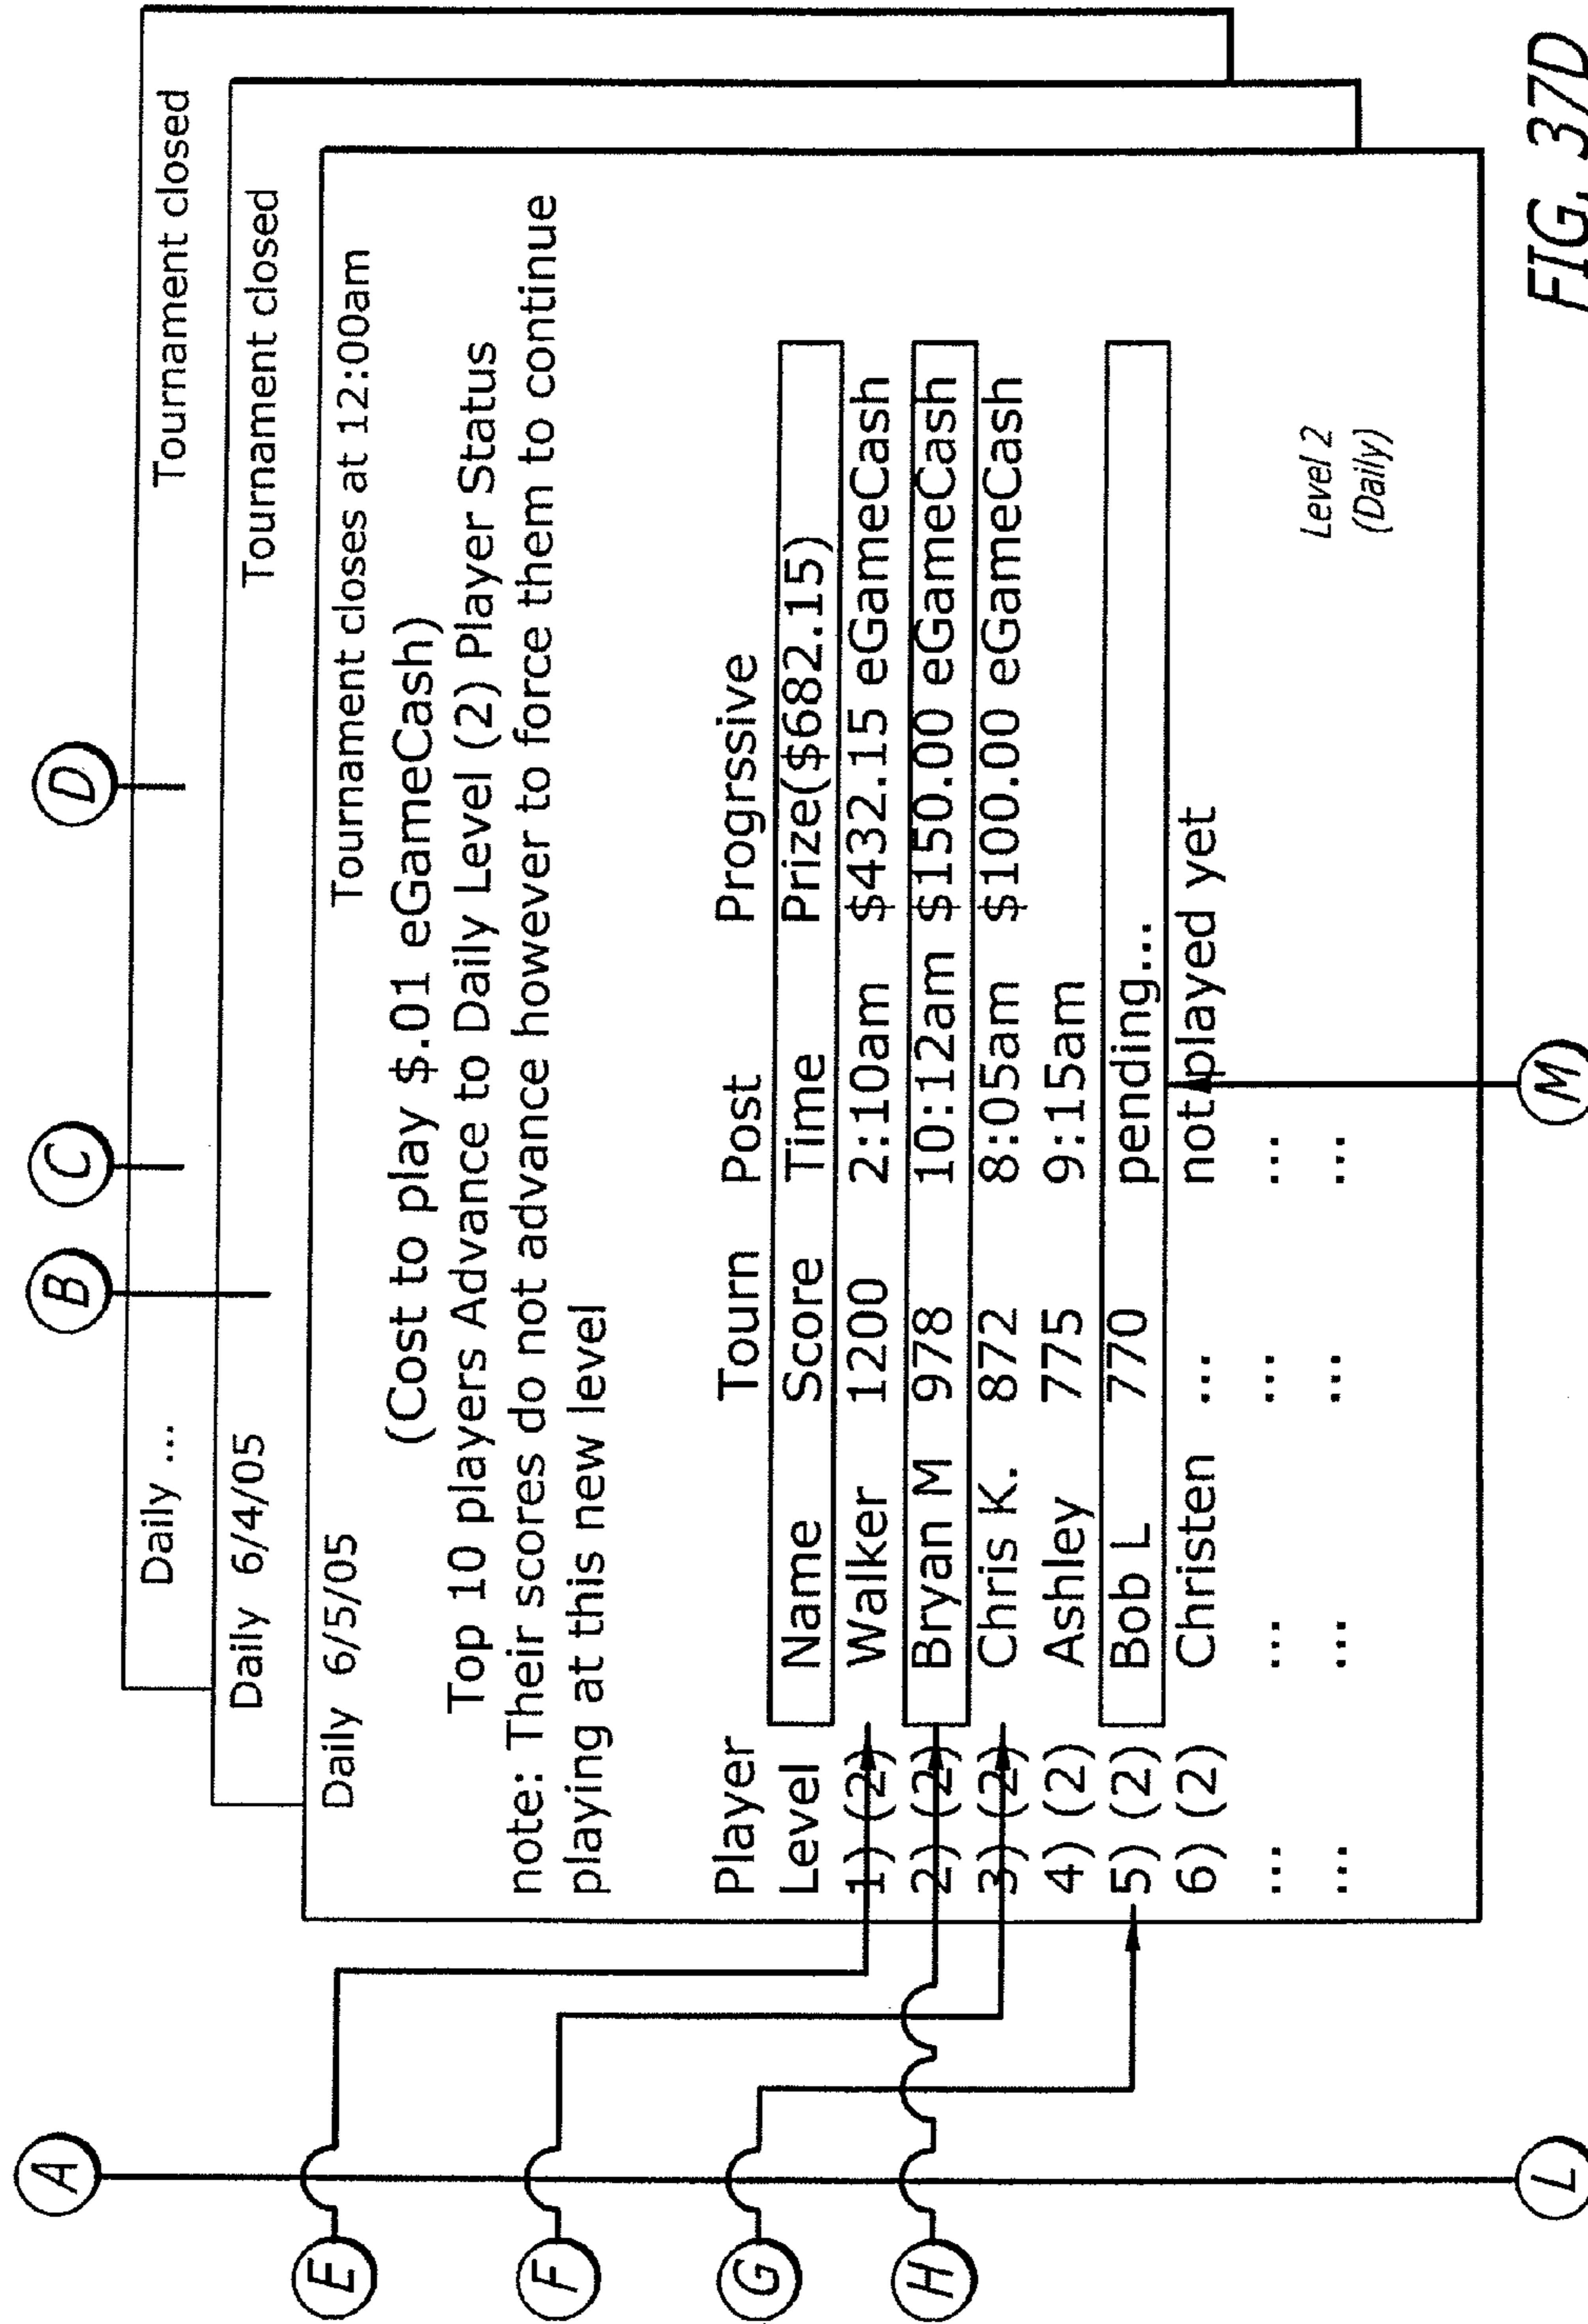 A
B
C
D
Daily ... Tournament closed
Daily 6/4/05 Tournament closed
Daily 6/5/05 Tournament closes at 12:00am
(Cost to play $.01 eGameCash)
Top 10 players Advance to Daily Level (2) Player Status
note: Their scores do not advance however to force them to continue
playing at this new level
Player Tourn Post Progrssive
Level Name Score Time Prize($682.15)
1) (2) Walker 1200 2:10am $432.15 eGameCash
2) (2) Bryan M 978 10:12am $150.00 eGameCash
3) (2) Chris K. 872 8:05am $100.00 eGameCash
4) (2) Ashley 775 9:15am
5) (2) Bob L 770 pending...
6) (2) Christen ... not played yet
... ... ... ...
... ... ... ...
Level 2
(Daily)
E
F
G
H
L
M
FIG. 37D